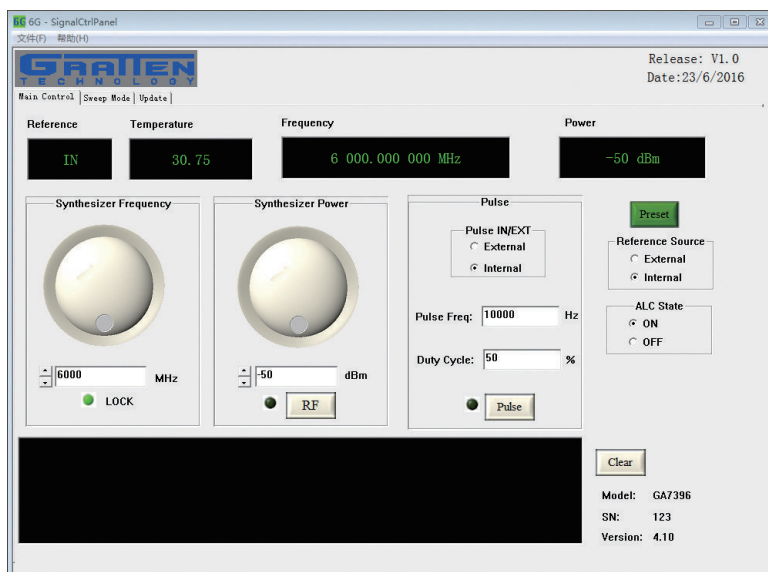 6G 6G - SignalCtrlPanel
文件(F) 帮助(H)
GRATTEN
TECHNOLOGY
Release: V1.0
Date:23/6/2016
Main Control Sweep Mode Update
Reference Temperature Frequency Power
IN 30.75 6 000.000 000 MHz -50 dBm
Synthesizer Frequency
6000 MHz
LOCK
Synthesizer Power
-50 dBm
RF
Pulse
Pulse IN/EXT
External
Internal
Pulse Freq: 10000 Hz
Duty Cycle: 50 %
Pulse
Preset
Reference Source
External
Internal
ALC State
ON
OFF
Clear
Model: GA7396
SN: 123
Version: 4.10